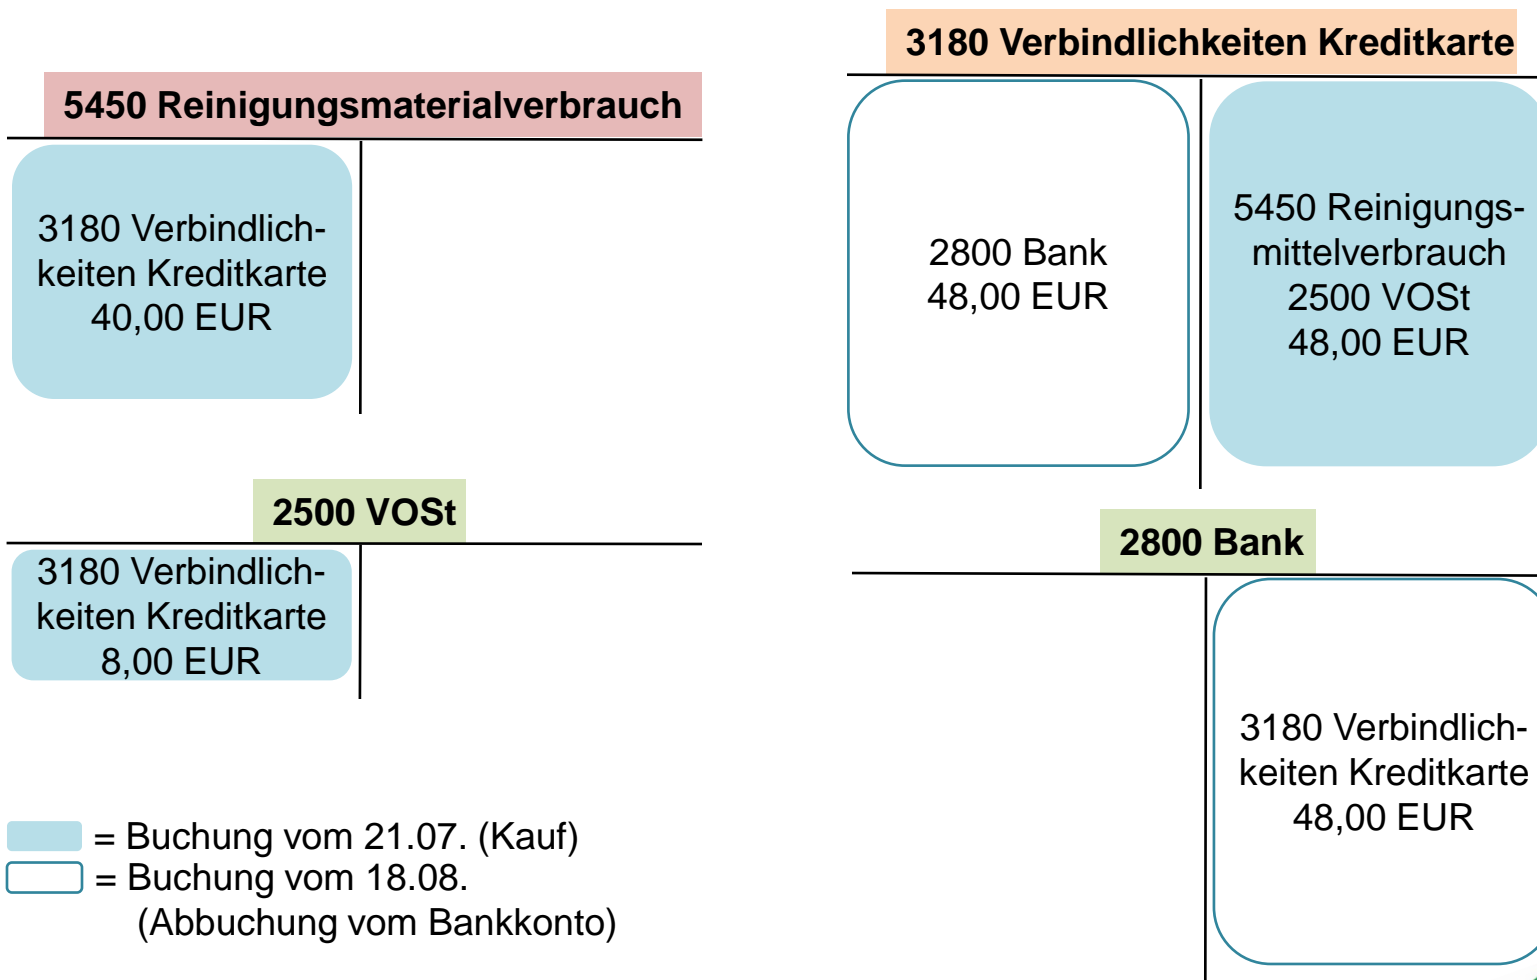 5450 Reinigungsmaterialverbrauch
3180 Verbindlich-
keiten Kreditkarte
40,00 EUR
2500 VOSt
3180 Verbindlich-
keiten Kreditkarte
8,00 EUR
= Buchung vom 21.07. (Kauf)
= Buchung vom 18.08.
(Abbuchung vom Bankkonto)
3180 Verbindlichkeiten Kreditkarte
2800 Bank
48,00 EUR
5450 Reinigungs-
mittelverbrauch
2500 VOSt
48,00 EUR
2800 Bank
3180 Verbindlich-
keiten Kreditkarte
48,00 EUR